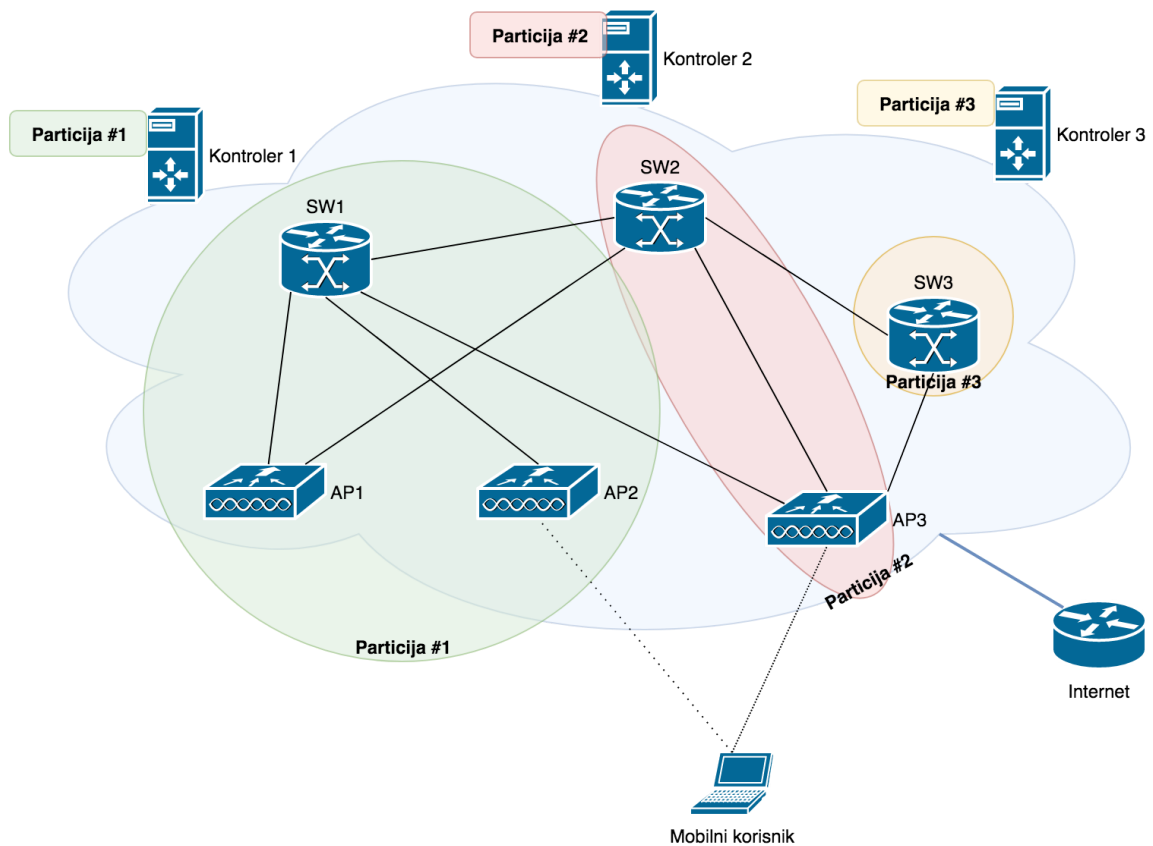 Particija #2
Kontroler 2
Particija #3
Kontroler 3
Particija #1
Kontroler 1
SW2
SW1
SW3
Particija #3
AP1
AP2
AP3
Particija #2
Particija #1
Internet
Mobilni korisnik